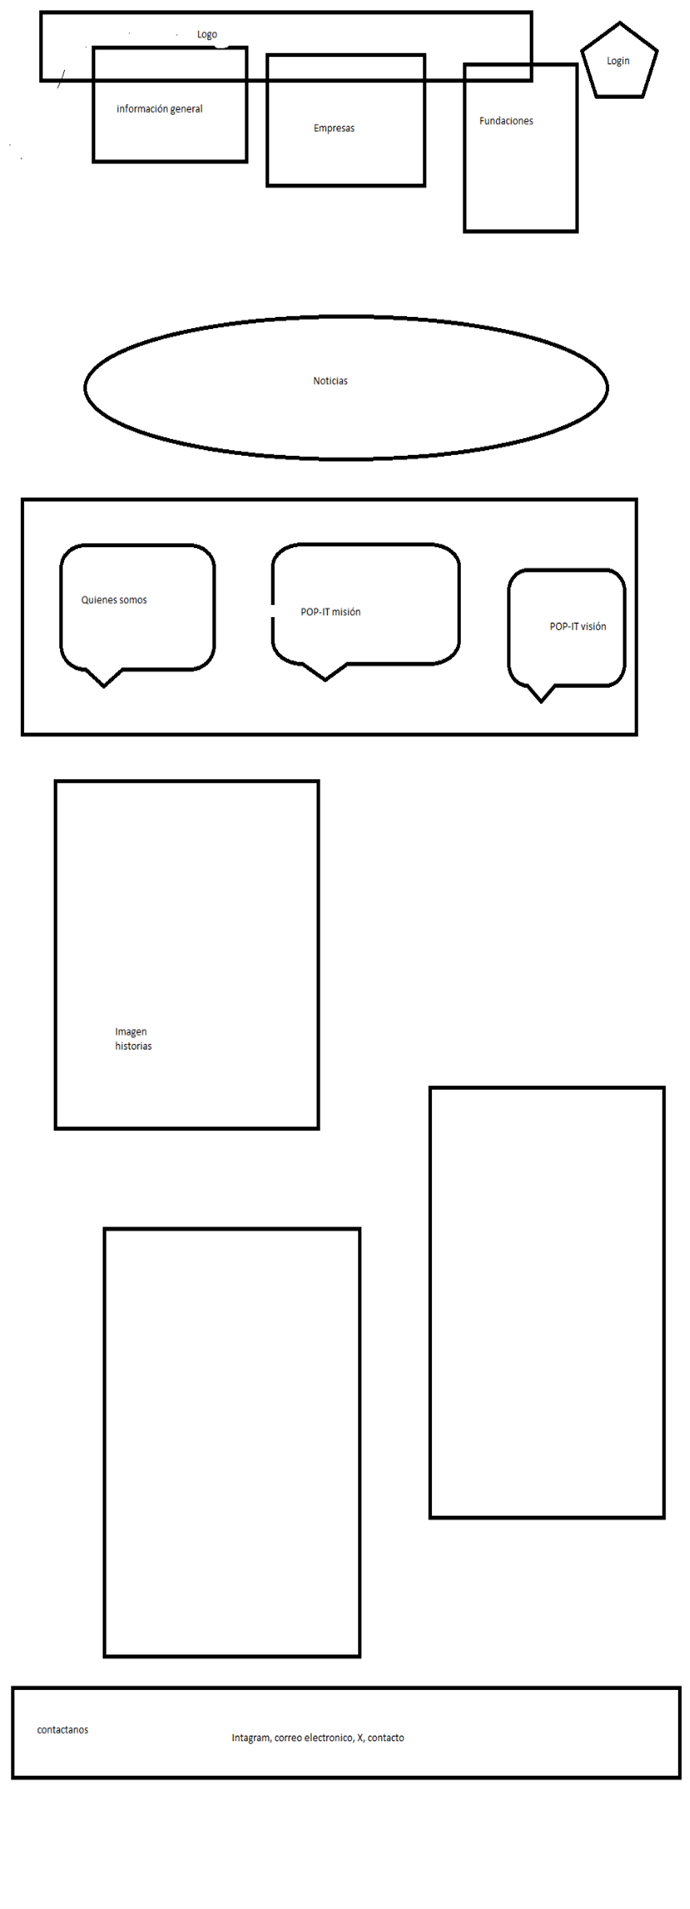 Logo
Login
información general
Empresas
Fundaciones
Noticias
Quienes somos
POP-IT misión
POP-IT visión
Imagen
historias
contactanos
Intagram, correo electronico, X, contacto